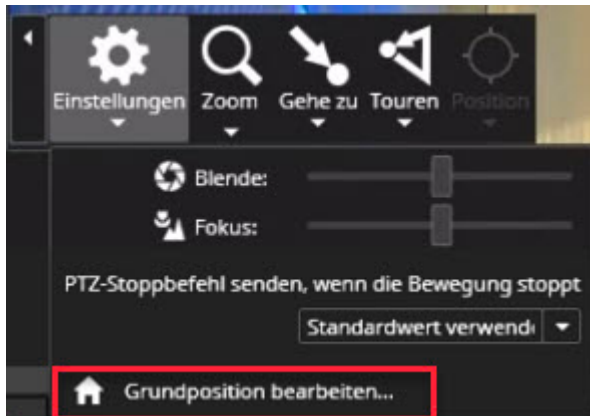 Einstellungen Zoom Gehe zu Touren Position
Blende:
Fokus:
PTZ-Stoppbefehl senden, wenn die Bewegung stoppt
Standardwert verwend
Grundposition bearbeiten...